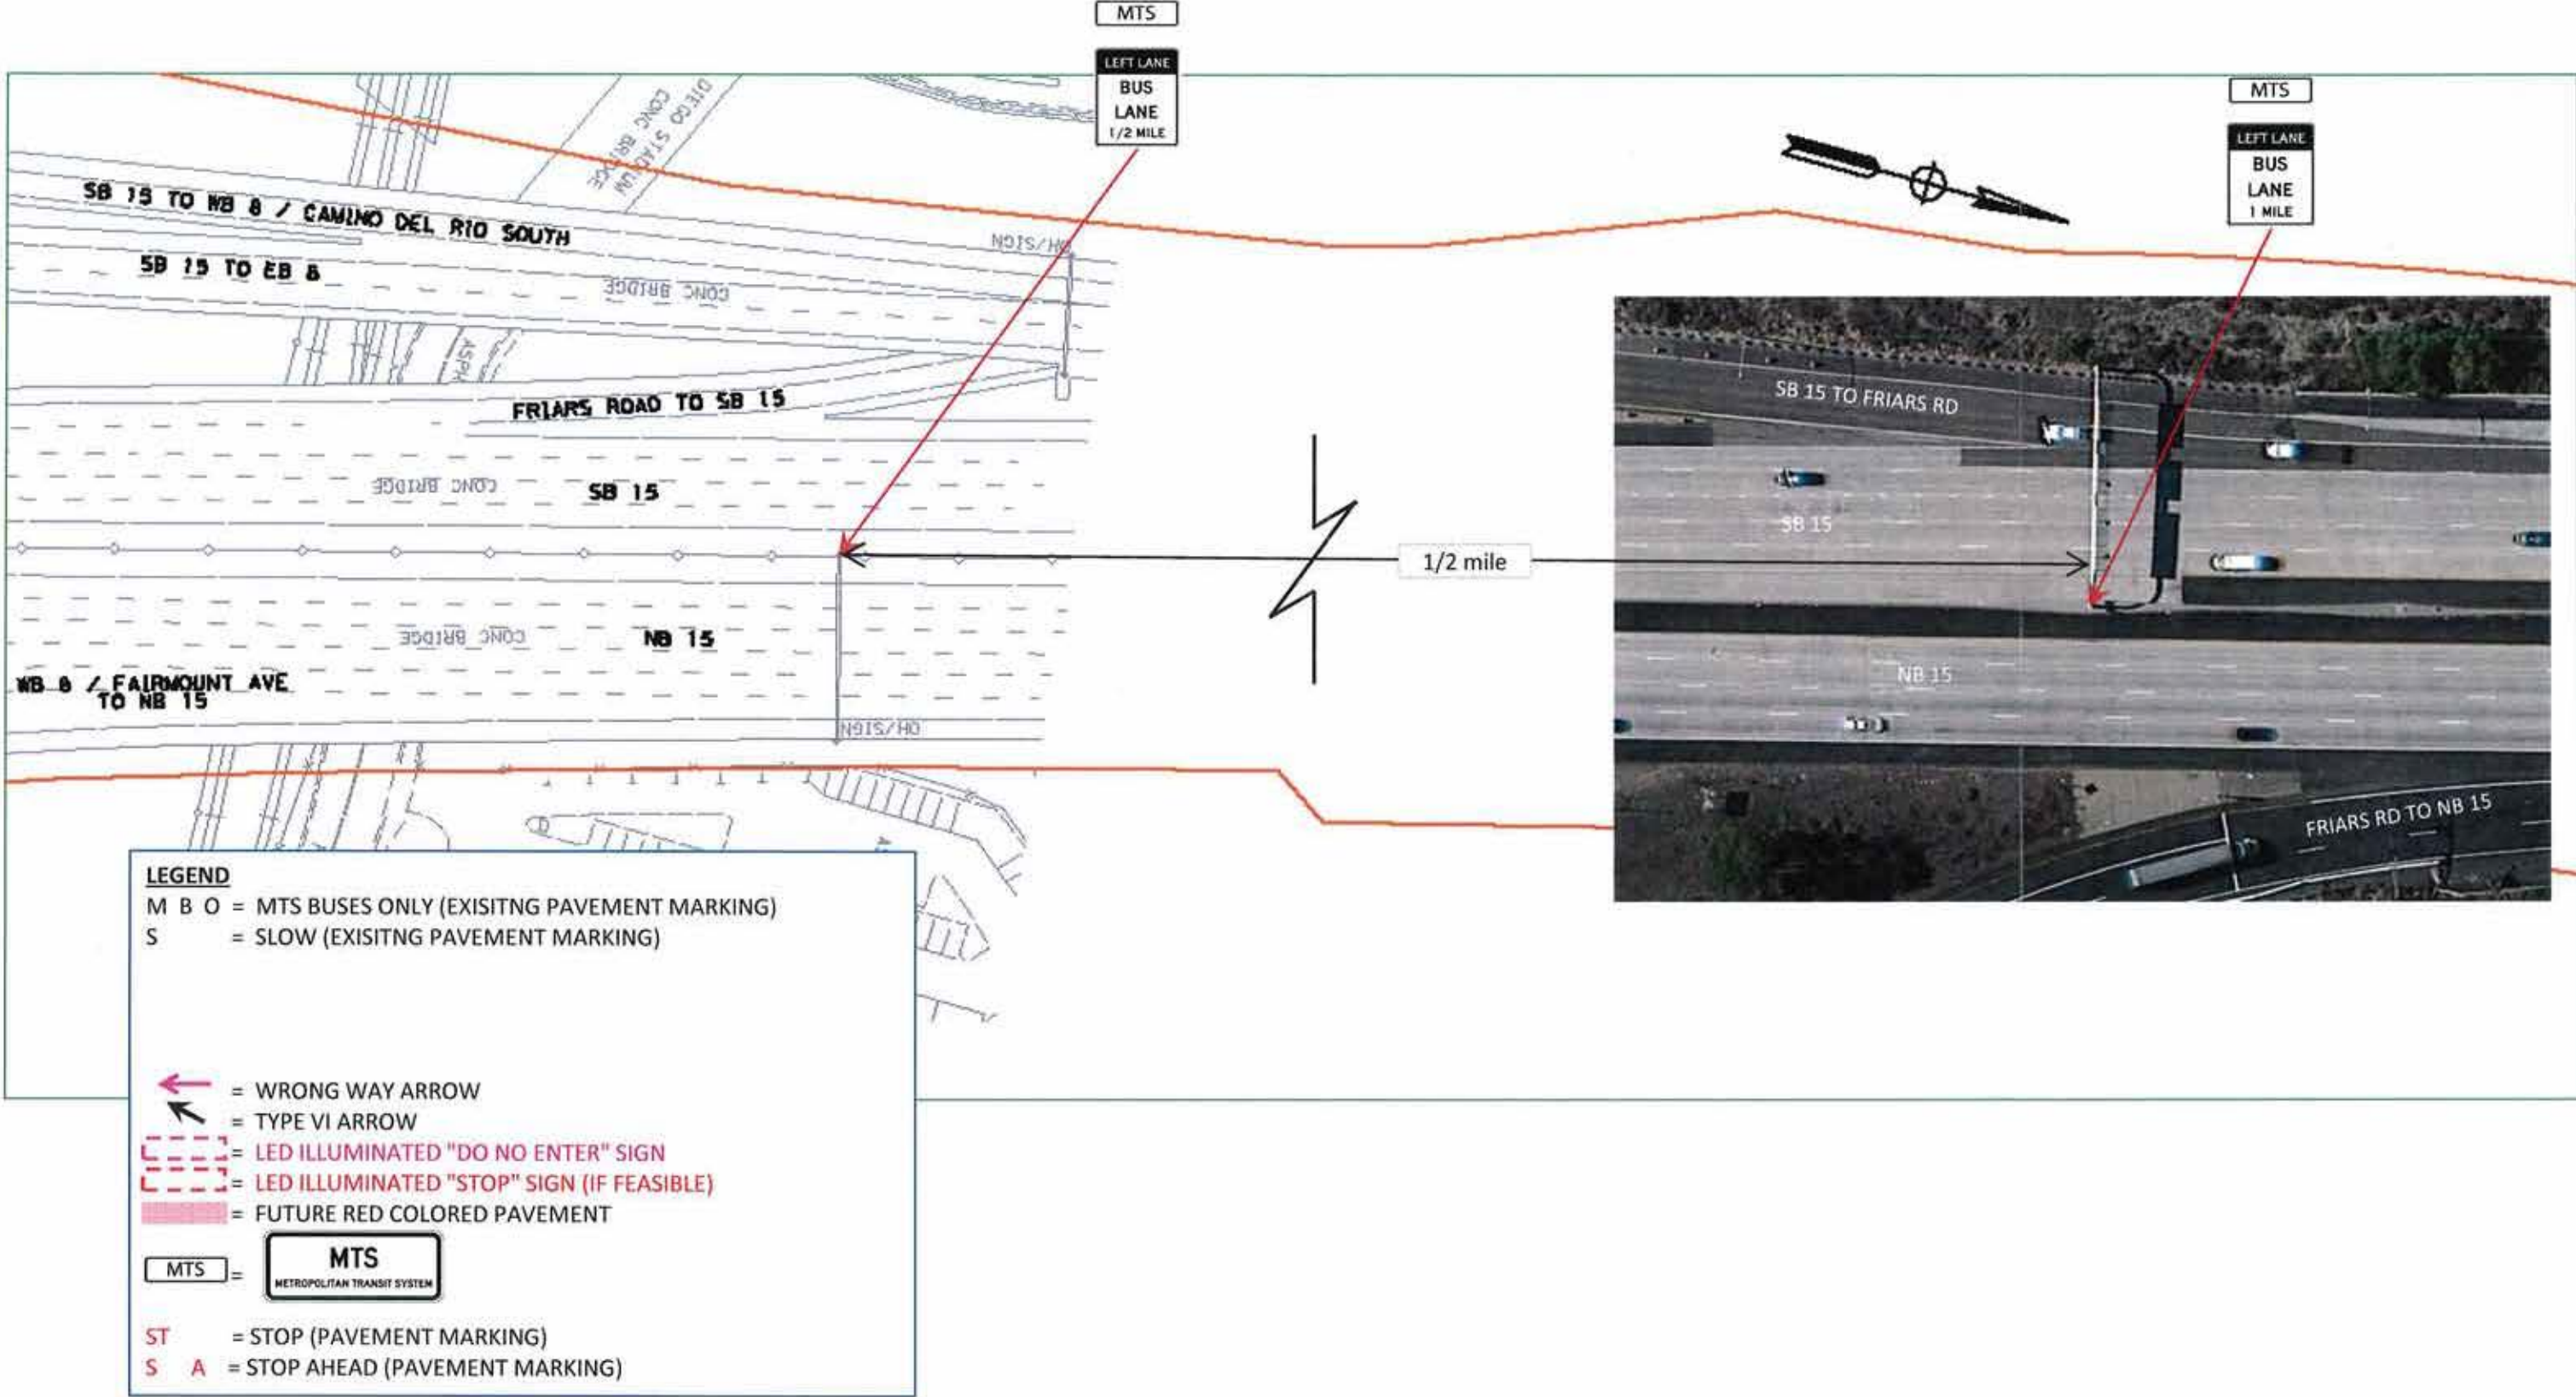 MTS
LEFT LANE
BUS
LANE
1/2 MILE
MTS
LEFT LANE
BUS
LANE
1 MILE
DIEGO STADIUM
CONC BRIDGE
SB 15 TO WB 8 / CAMINO DEL RIO SOUTH
OH/SIGN
SB 15 TO EB 8
CONC BRIDGE
ASPH
FRIARS ROAD TO SB 15
CONC BRIDGE
SB 15
CONC BRIDGE
NB 15
WB 8 / FAIRMOUNT AVE
TO NB 15
OH/SIGN
1/2 mile
SB 15 TO FRIARS RD
SB 15
NB 15
FRIARS RD TO NB 15
LEGEND
M B O = MTS BUSES ONLY (EXISITNG PAVEMENT MARKING)
S = SLOW (EXISITNG PAVEMENT MARKING)
= WRONG WAY ARROW
= TYPE VI ARROW
= LED ILLUMINATED "DO NO ENTER" SIGN
= LED ILLUMINATED "STOP" SIGN (IF FEASIBLE)
= FUTURE RED COLORED PAVEMENT
MTS =
MTS
METROPOLITAN TRANSIT SYSTEM
ST = STOP (PAVEMENT MARKING)
S A = STOP AHEAD (PAVEMENT MARKING)